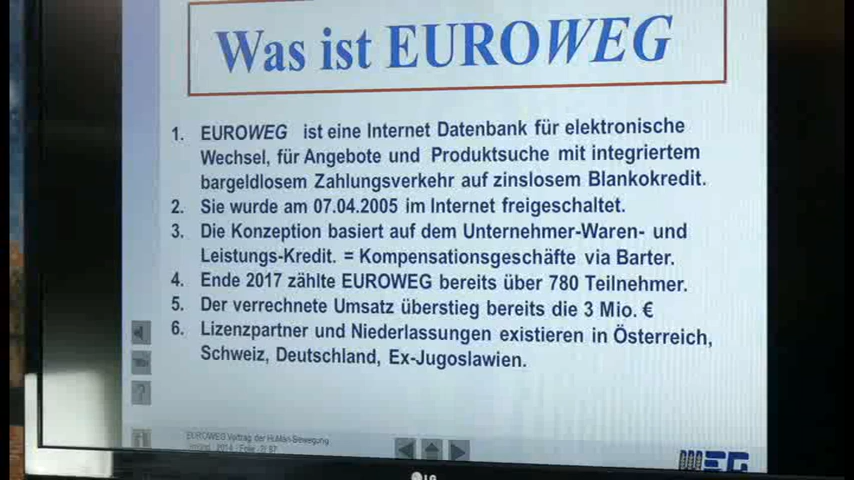 Was ist EUROWEG
1. EUROWEG ist eine Internet Datenbank für elektronische
Wechsel, für Angebote und Produktsuche mit integriertem
bargeldlosem Zahlungsverkehr auf zinslosem Blankokredit.
2. Sie wurde am 07.04.2005 im Internet freigeschaltet.
3. Die Konzeption basiert auf dem Unternehmer-Waren- und
Leistungs-Kredit. = Kompensationsgeschäfte via Barter.
4. Ende 2017 zählte EUROWEG bereits über 780 Teilnehmer.
5. Der verrechnete Umsatz überstieg bereits die 3 Mio. €
6. Lizenzpartner und Niederlassungen existieren in Österreich,
Schweiz, Deutschland, Ex-Jugoslawien.
?
EUROWEG Vortrag der HuMan-Bewegung
LG